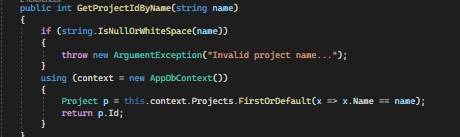 public int GetProjectIdByName(string name)
{
if (string.IsNullOrWhiteSpace(name))
{
throw new ArgumentException("Invalid project name...");
}
using (context = new AppDbContext())
{
Project p = this.context.Projects.FirstOrDefault(x => x.Name == name);
return p.Id;
}
}